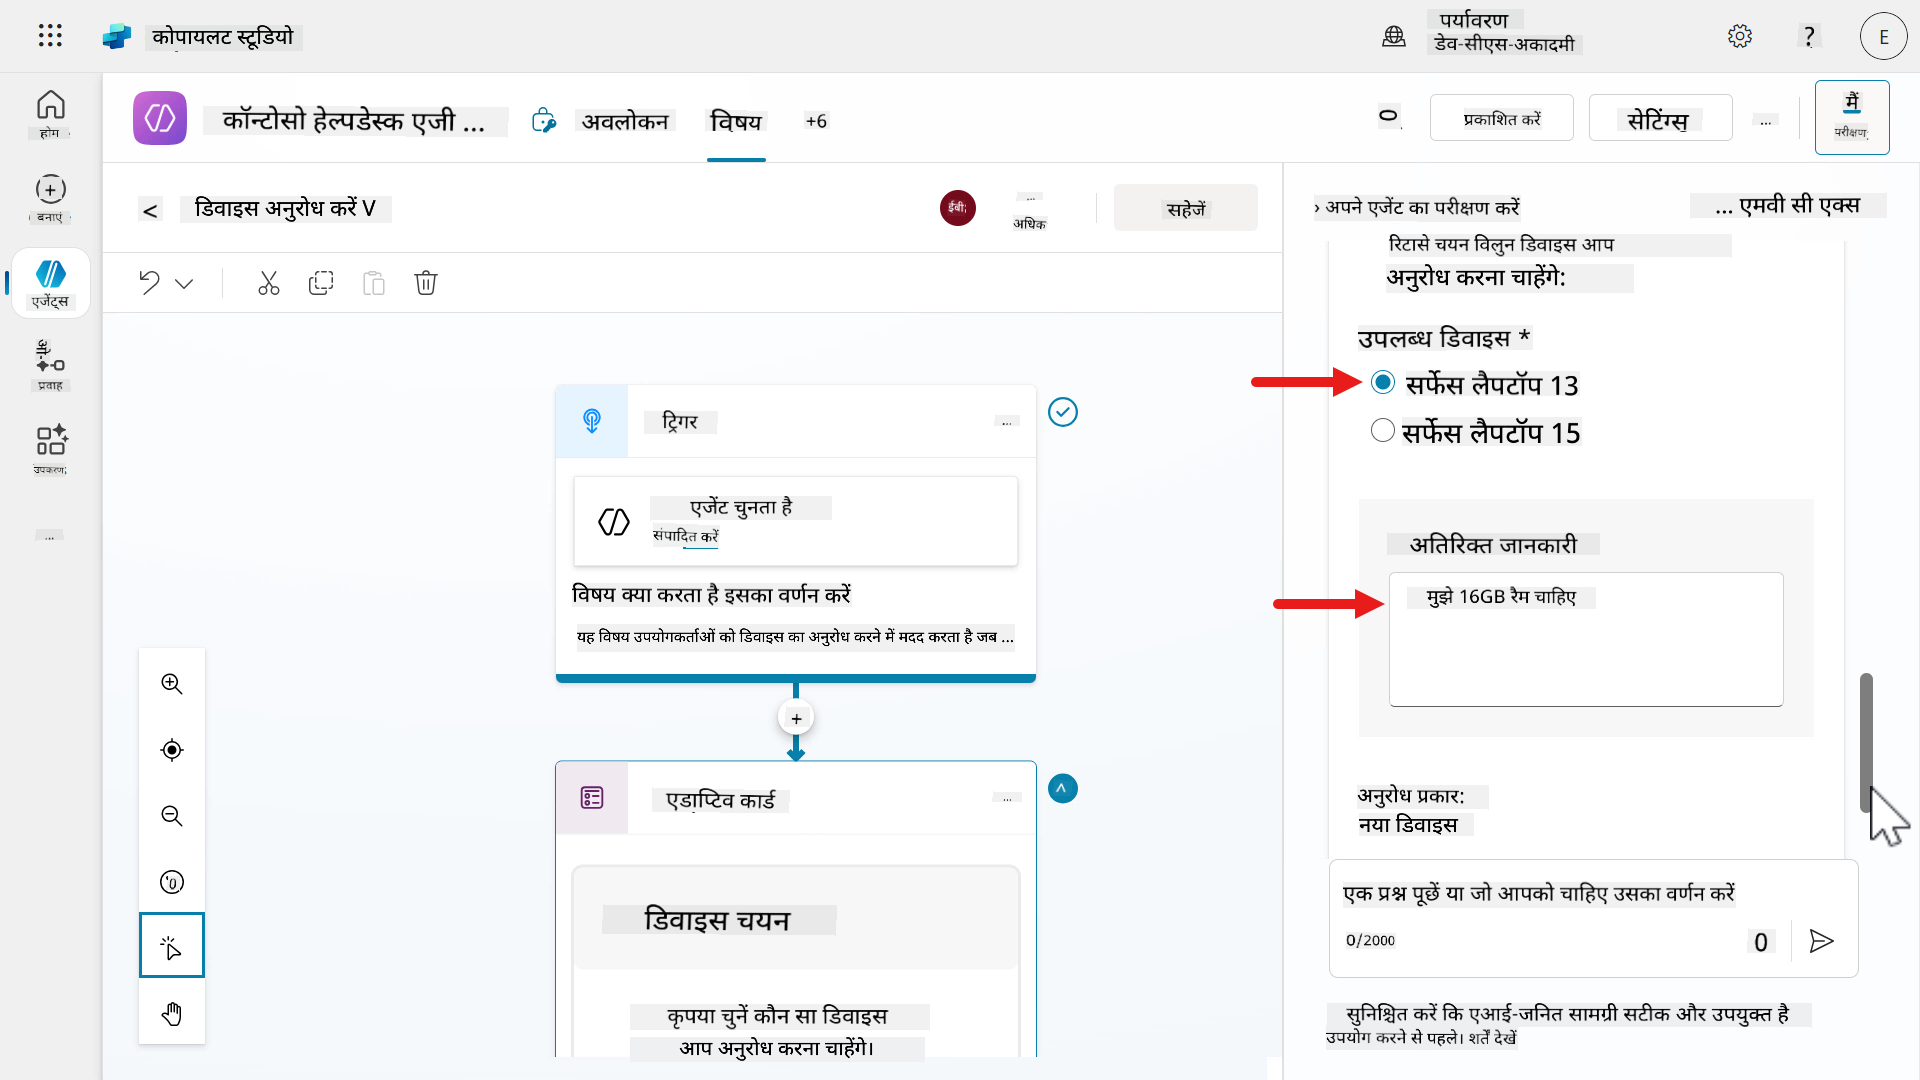 कोपायलट स्टूडियो
पर्यावरण
डेव-सीएस-अकादमी
?
E
होम
बनाएं
एजेंट्स
प्रवाह
उपकरण;
...
कॉन्टोसो हेल्पडेस्क एजी ...
अवलोकन
विषय
+6
प्रकाशित करें
सेटिंग्स
...
मैं
परीक्षण;
< डिवाइस अनुरोध करें V
ईबी;
...
अधिक
सहेजें
ट्रिगर
...
एजेंट चुनता है
संपादित करें
विषय क्या करता है इसका वर्णन करें
यह विषय उपयोगकर्ताओं को डिवाइस का अनुरोध करने में मदद करता है जब ...
+
एडाप्टिव कार्ड
...
^
डिवाइस चयन
कृपया चुनें कौन सा डिवाइस
आप अनुरोध करना चाहेंगे।
› अपने एजेंट का परीक्षण करें
... एमवी सी एक्स
रिटासे चयन विलुन डिवाइस आप
अनुरोध करना चाहेंगे:
उपलब्ध डिवाइस *
सर्फेस लैपटॉप 13
सर्फेस लैपटॉप 15
अतिरिक्त जानकारी
मुझे 16GB रैम चाहिए
अनुरोध प्रकार:
नया डिवाइस
एक प्रश्न पूछें या जो आपको चाहिए उसका वर्णन करें
0/2000
0
सुनिश्चित करें कि एआई-जनित सामग्री सटीक और उपयुक्त है
उपयोग करने से पहले। शर्तें देखें